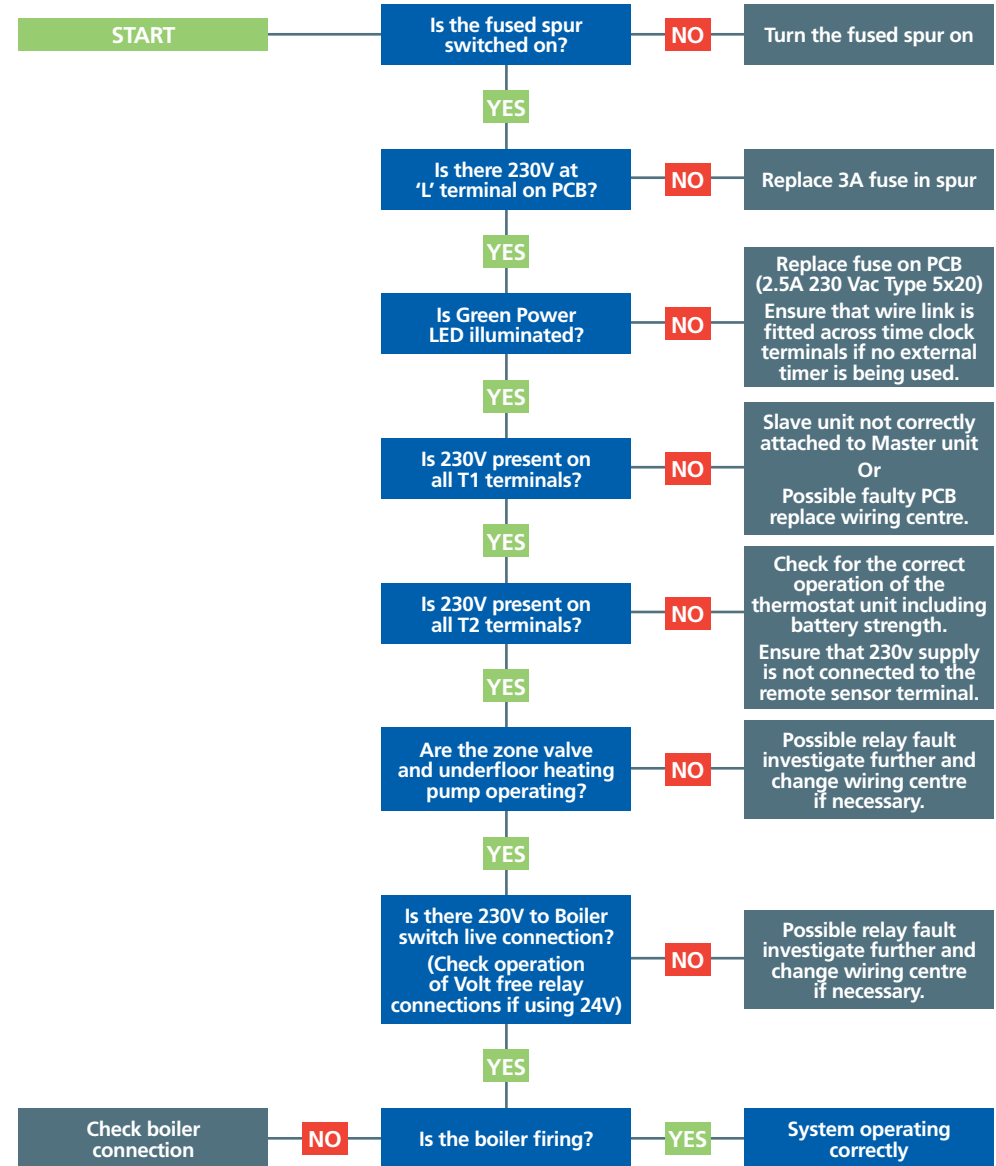 START
Is the fused spur
switched on?
NO
Turn the fused spur on
YES
Is there 230V at
‘L’ terminal on PCB?
NO
Replace 3A fuse in spur
YES
Is Green Power
LED illuminated?
NO
Replace fuse on PCB
(2.5A 230 Vac Type 5x20)
Ensure that wire link is
fitted across time clock
terminals if no external
timer is being used.
YES
Is 230V present on
all T1 terminals?
NO
Slave unit not correctly
attached to Master unit
Or
Possible faulty PCB
replace wiring centre.
YES
Is 230V present on
all T2 terminals?
NO
Check for the correct
operation of the
thermostat unit including
battery strength.
Ensure that 230v supply
is not connected to the
remote sensor terminal.
YES
Are the zone valve
and underfloor heating
pump operating?
NO
Possible relay fault
investigate further and
change wiring centre
if necessary.
YES
Is there 230V to Boiler
switch live connection?
(Check operation
of Volt free relay
connections if using 24V)
NO
Possible relay fault
investigate further and
change wiring centre
if necessary.
YES
Check boiler
connection
NO
Is the boiler firing?
YES
System operating
correctly